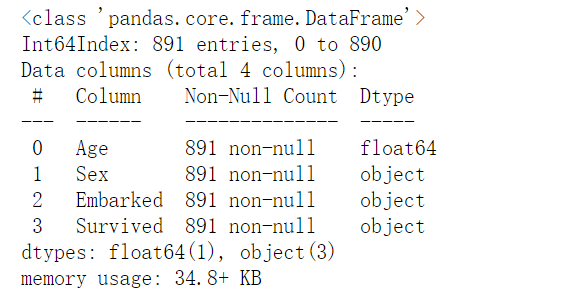 <class 'pandas.core.frame.DataFrame'>
Int64Index: 891 entries, 0 to 890
Data columns (total 4 columns):
 #   Column    Non-Null Count  Dtype
---  ------    --------------  -----
 0   Age       891 non-null    float64
 1   Sex       891 non-null    object
 2   Embarked  891 non-null    object
 3   Survived  891 non-null    object
dtypes: float64(1), object(3)
memory usage: 34.8+ KB